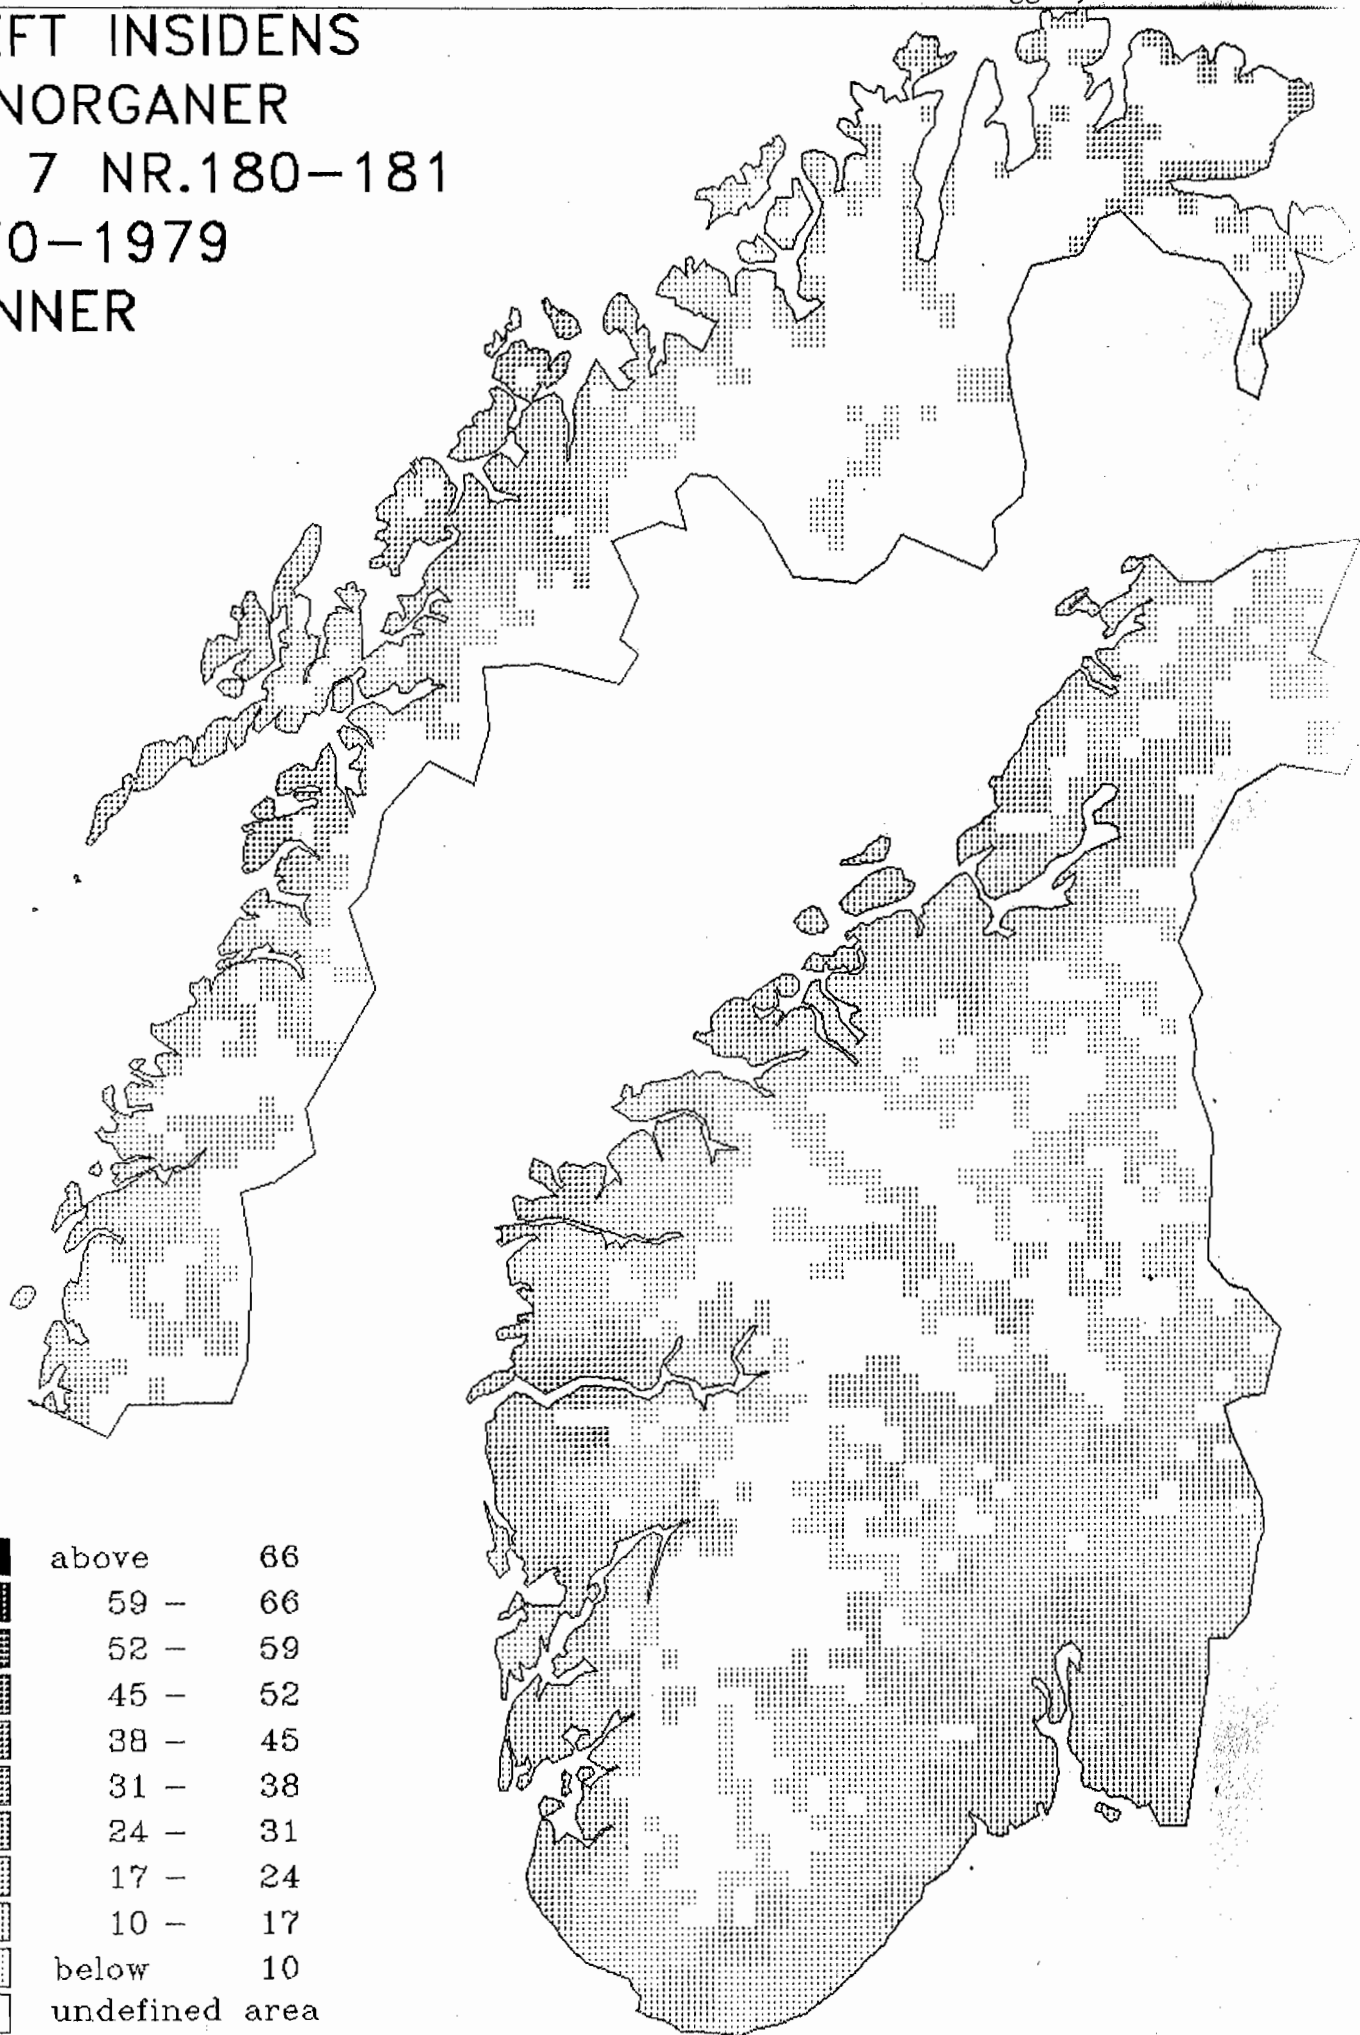 EFT INSIDENS
NORGANER
7 NR.180–181
0–1979
NNER
above 66
59 – 66
52 – 59
45 – 52
38 – 45
31 – 38
24 – 31
17 – 24
10 – 17
below 10
undefined area